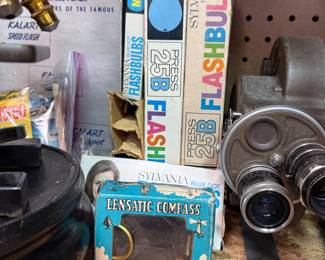 OF THE FAMOUS
KALART
SPEED FLASH
KALART
SYLVANIA
FLASHBULBS
PRESS
25B
FLASHBULBS
PRESS
25B
FLASH
SYLVANIA
BLUE DOT
LENSATIC COMPASS